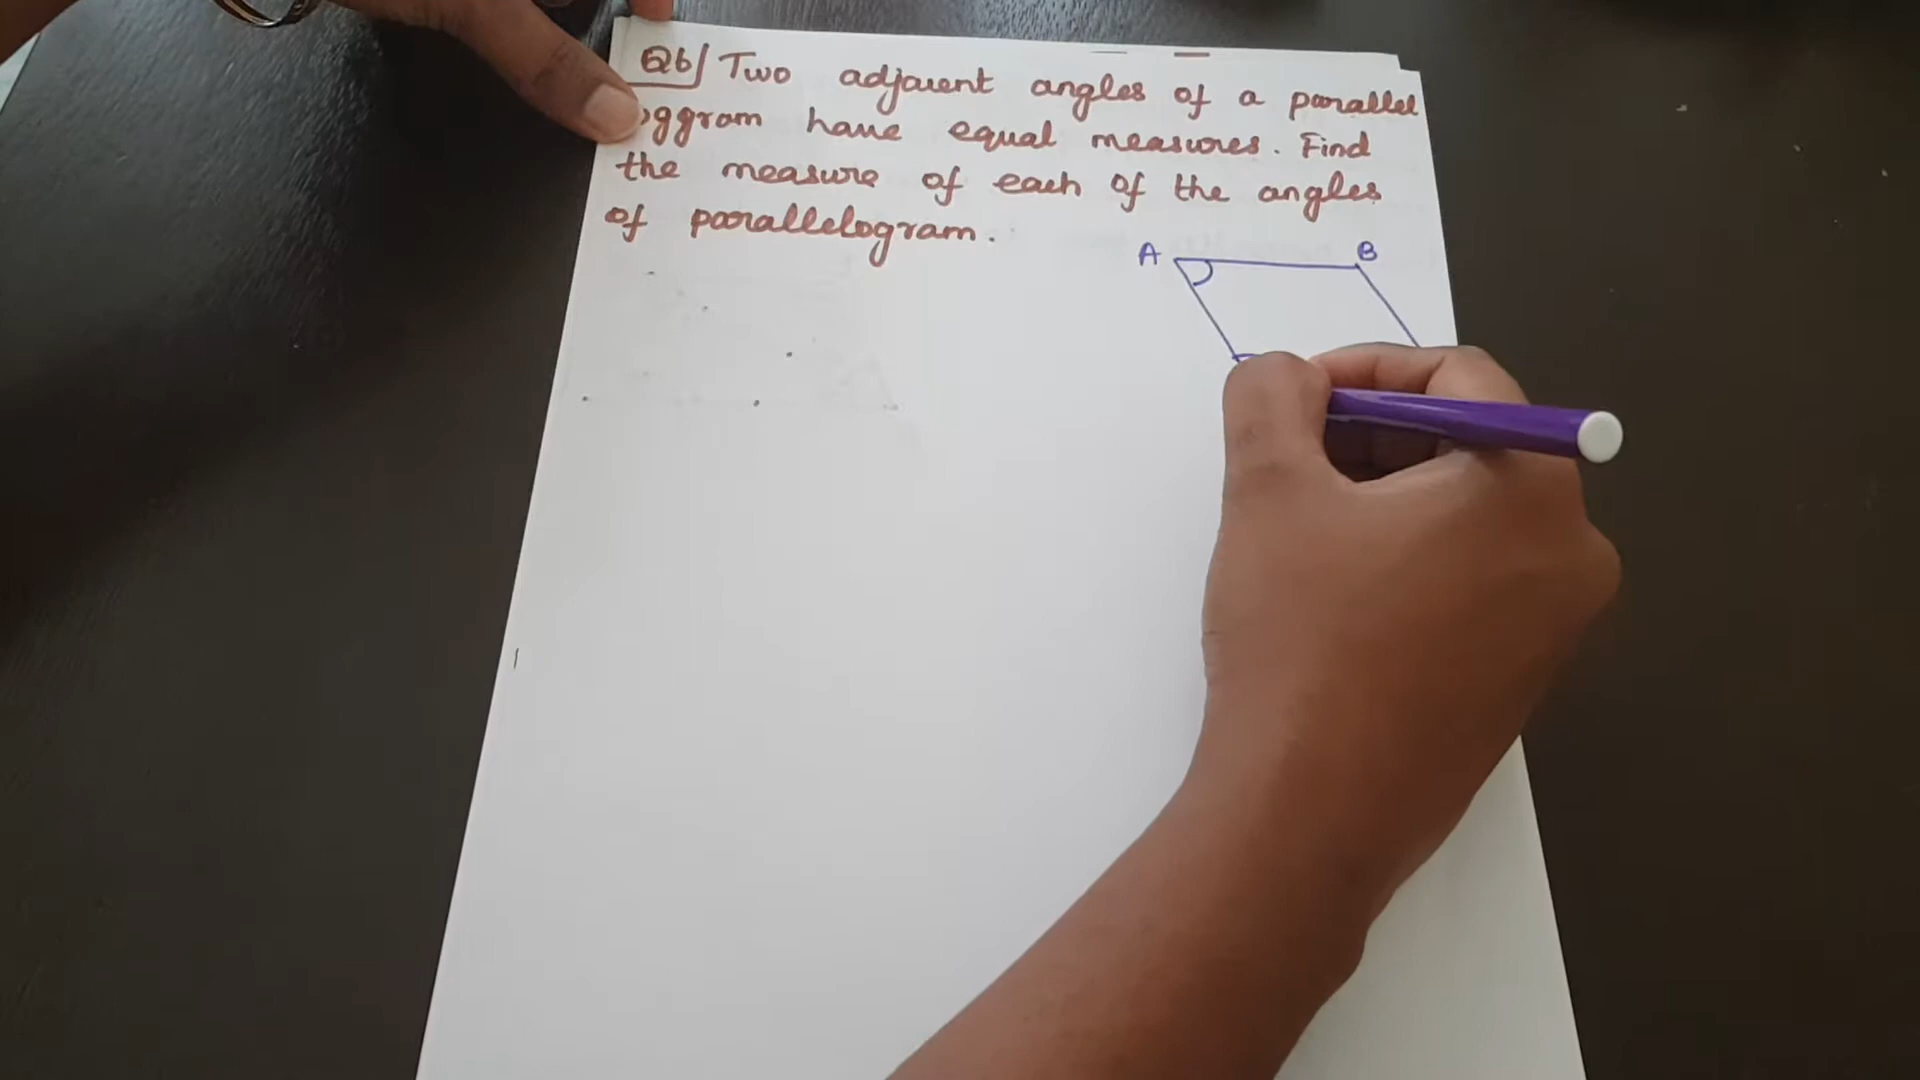 Q6/ Two adjacent angles of a parallel
oggram have equal measures. Find
the measure of each of the angles
of parallelogram.
A B